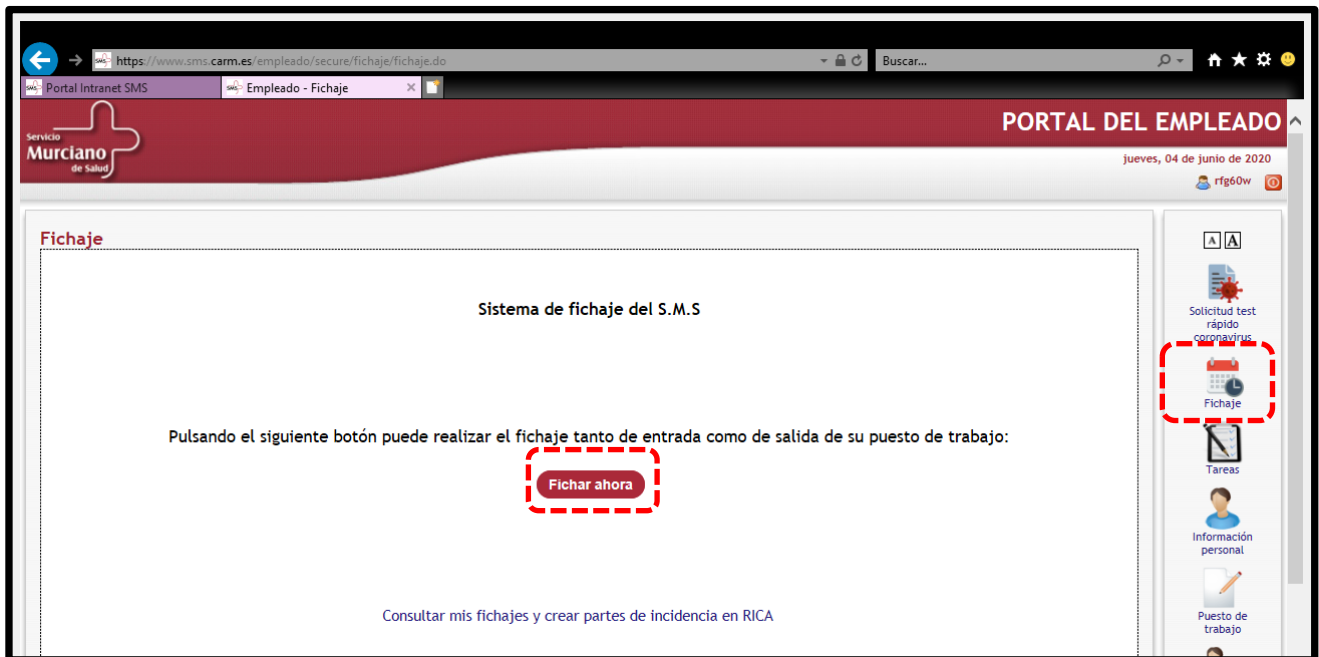 https://www.sms.carm.es/empleado/secure/fichaje/fichaje.do
Buscar...
Portal Intranet SMS
Empleado - Fichaje
Servicio
Murciano
de Salud
PORTAL DEL EMPLEADO
jueves, 04 de junio de 2020
rfg60w
Fichaje
Sistema de fichaje del S.M.S
Pulsando el siguiente botón puede realizar el fichaje tanto de entrada como de salida de su puesto de trabajo:
Fichar ahora
Consultar mis fichajes y crear partes de incidencia en RICA
A A
Solicitud test
rápido
coronavirus
Fichaje
Tareas
Información
personal
Puesto de
trabajo